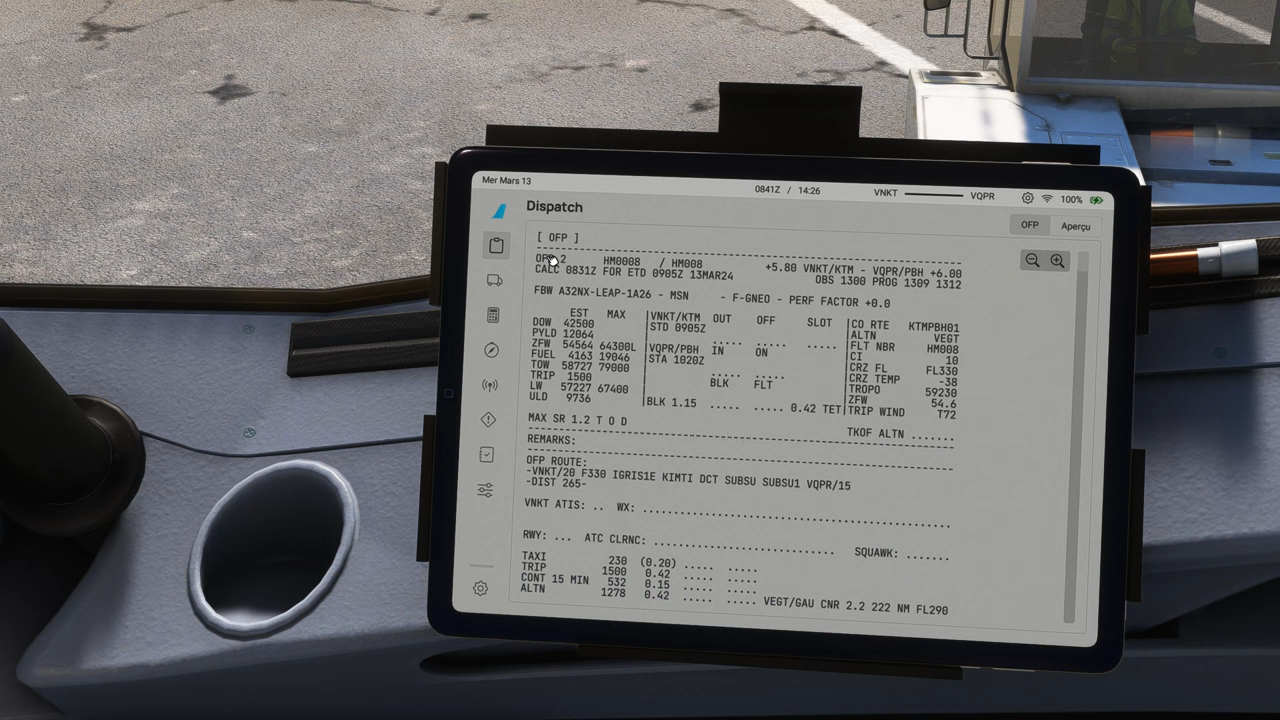 Mer Mars 13
0841Z / 14:26
VNKT VQPR
100%
Dispatch
OFP Aperçu
[ OFP ]
--------------------------------------------------------------------
2 HM0008 / HM008 +5.80 VNKT/KTM - VQPR/PBH +6.00
CALC 0831Z FOR ETD 0905Z 13MAR24 OBS 1300 PROG 1309 1312
FBW A32NX-LEAP-1A26 - MSN - F-GNEO - PERF FACTOR +0.0
EST MAX |VNKT/KTM OUT OFF SLOT |CO RTE KTMPBH01
DOW 42500 |STD 0905Z |ALTN VEGT
PYLD 12064 | ..... ..... ..... |FLT NBR HM008
ZFW 54564 64300L |VQPR/PBH IN ON |CI 10
FUEL 4163 19046 |STA 1020Z |CRZ FL FL330
TOW 58727 79000 | ..... ..... |CRZ TEMP -38
TRIP 1500 | BLK FLT |TROPO 59230
LW 57227 67400 | |ZFW 54.6
ULD 9736 |BLK 1.15 ..... ..... 0.42 TET|TRIP WIND T72
MAX SR 1.2 T O D TKOF ALTN .......
--------------------------------------------------------------------
REMARKS:
--------------------------------------------------------------------
OFP ROUTE:
-VNKT/20 F330 IGRIS1E KIMTI DCT SUBSU SUBSU1 VQPR/15
-DIST 265-
VNKT ATIS: .. WX: ...................................................
RWY: ... ATC CLRNC: .............................. SQUAWK: .......
TAXI 230 (0.20) ..... .....
TRIP 1500 0.42 ..... .....
CONT 15 MIN 532 0.15 ..... .....
ALTN 1278 0.42 ..... ..... VEGT/GAU CNR 2.2 222 NM FL290